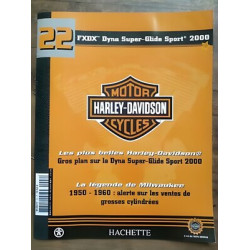 22
FXDX™ Dyna Super-Glide Sport® 2000
MOTOR
HARLEY-DAVIDSON
CYCLES
Les plus belles Harley-Davidson®
Gros plan sur la Dyna Super-Glide Sport 2000
La légende de Milwaukee
1950 - 1960 : alerte sur les ventes de
grosses cylindrées
HACHETTE